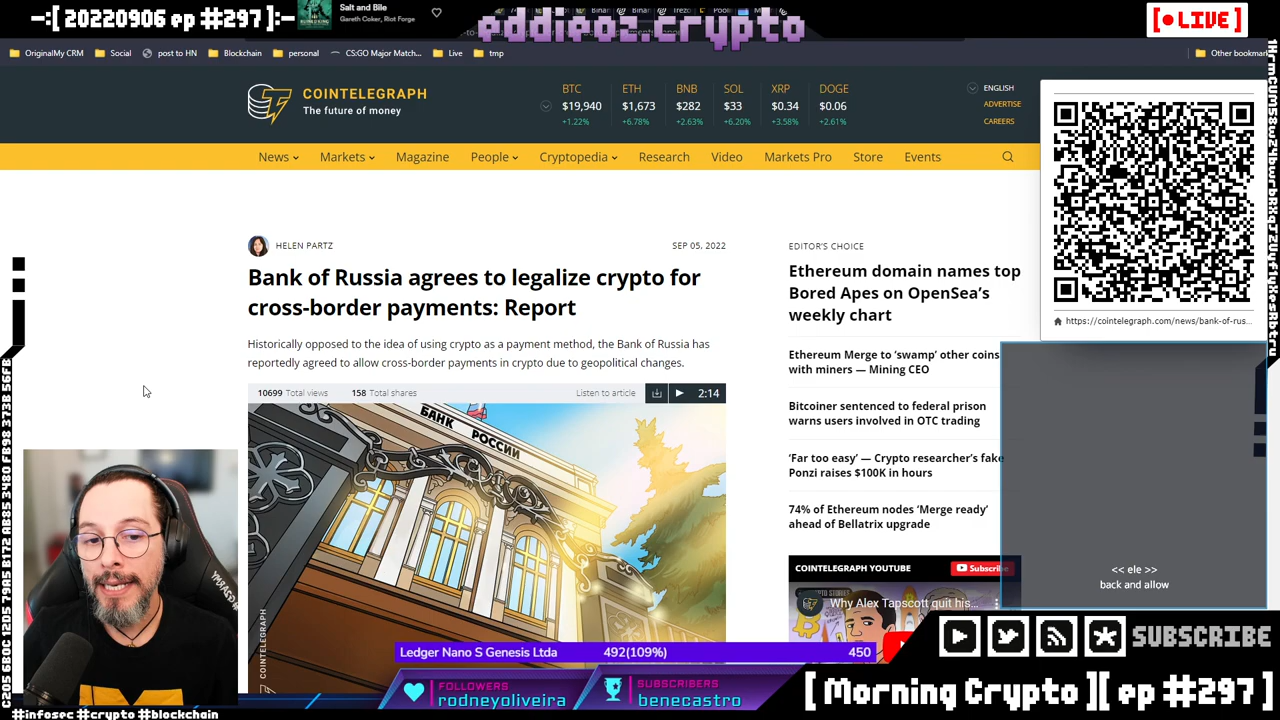 -:[ 20220906 ep #297 ]:-
Salt and Bile
Gareth Coker, Riot Forge
eddieoz.crypto
[● LIVE]
OriginalMy CRM
Social
post to HN
Blockchain
personal
CS:GO Major Match...
Live
tmp
Other bookmar
COINTELEGRAPH
The future of money
BTC ETH BNB SOL XRP DOGE
$19,940 $1,673 $282 $33 $0.34 $0.06
+1.22% +6.78% +2.63% +6.20% +3.58% +2.61%
ENGLISH
ADVERTISE
CAREERS
News Markets Magazine People Cryptopedia Research Video Markets Pro Store Events
HELEN PARTZ
SEP 05, 2022
Bank of Russia agrees to legalize crypto for
cross-border payments: Report
Historically opposed to the idea of using crypto as a payment method, the Bank of Russia has
reportedly agreed to allow cross-border payments in crypto due to geopolitical changes.
10699 Total views
158 Total shares
Listen to article
2:14
БАНК РОССИИ
COINTELEGRAPH
EDITOR'S CHOICE
Ethereum domain names top
Bored Apes on OpenSea's
weekly chart
Ethereum Merge to 'swap' other coins
with miners — Mining CEO
Bitcoiner sentenced to federal prison
warns users involved in OTC trading
'Far too easy' — Crypto researcher's fake
Ponzi raises $100K in hours
74% of Ethereum nodes 'Merge ready'
ahead of Bellatrix upgrade
COINTELEGRAPH YOUTUBE
Subscribe
Why Alex Tapscott quit his...
https://cointelegraph.com/news/bank-of-rus...
<< ele >>
back and allow
Ledger Nano S Genesis Ltda 492(109%) 450
FOLLOWERS
rodneyoliveira
SUBSCRIBERS
benecastro
SUBSCRIBE
[ Morning Crypto ][ ep #297 ]
#infosec #crypto #blockchain